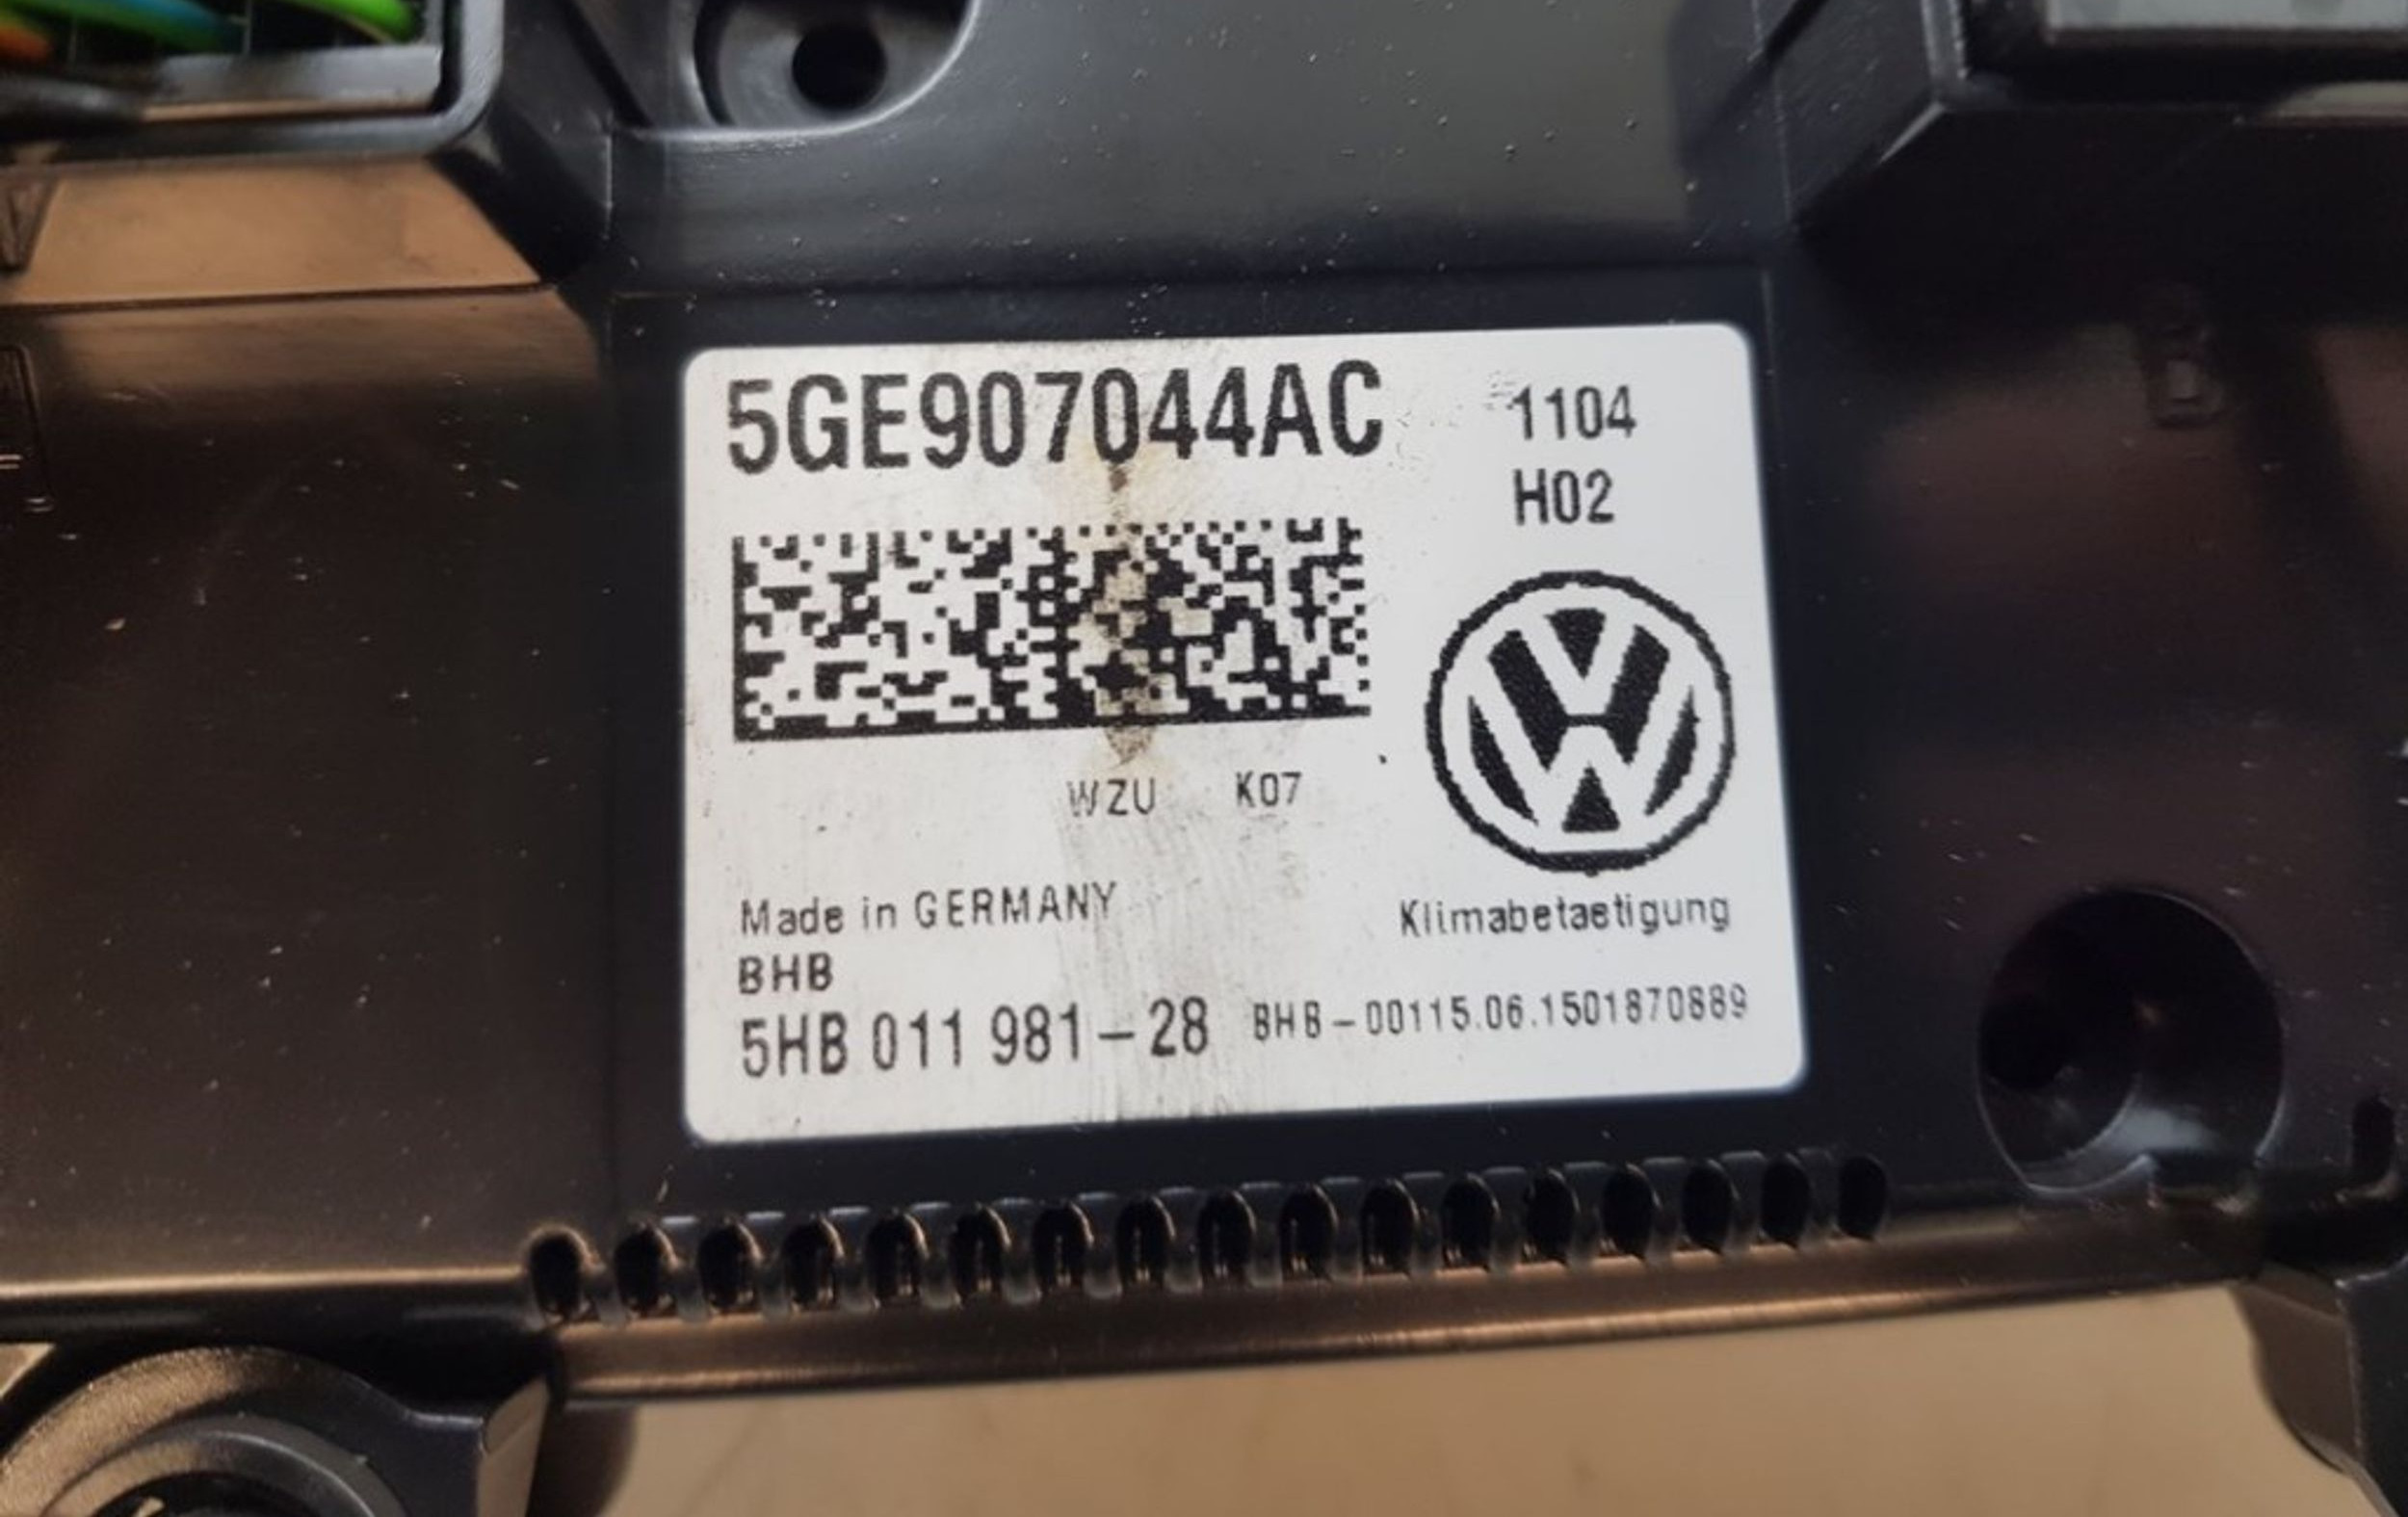 5GE907044AC
1104
H02
WZU K07
Made in GERMANY
Klimabetaetigung
BHB
5HB 011 981-28
BHB-00115.06.1501870889